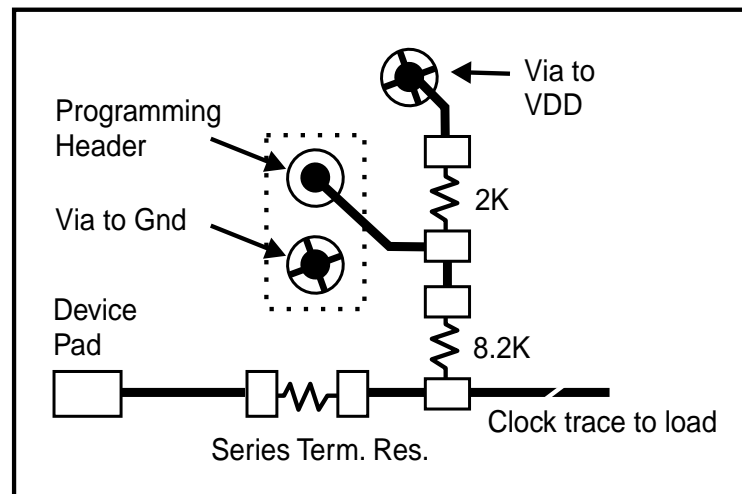 Via to
VDD
Programming
Header
2K
Via to Gnd
Device
Pad
8.2K
Clock trace to load
Series Term. Res.